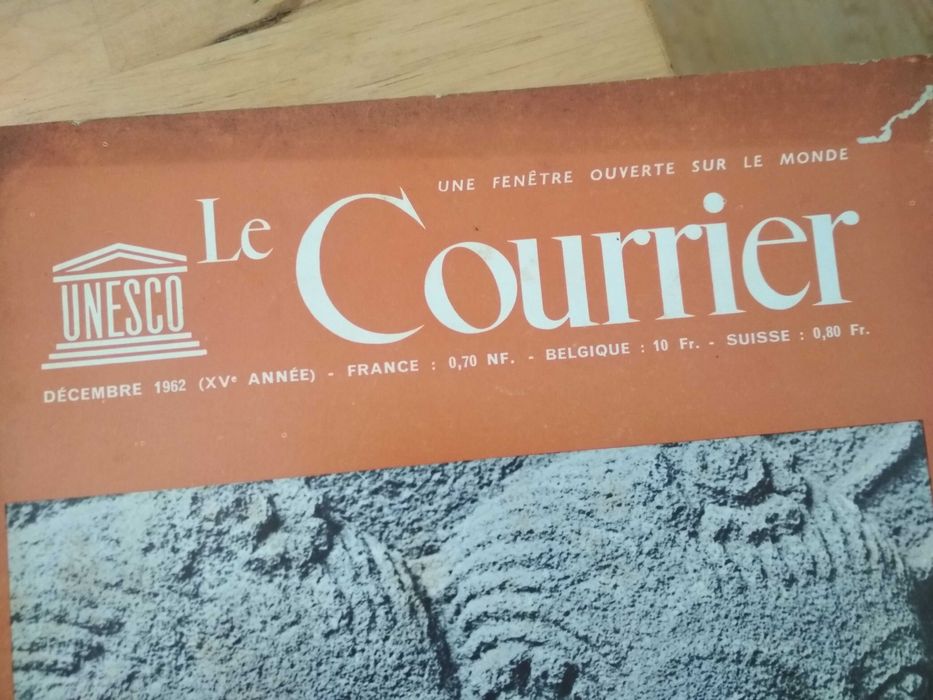 UNE FENÊTRE OUVERTE SUR LE MONDE
Le Courrier
UNESCO
DÉCEMBRE 1962 (XVe ANNÉE) - FRANCE : 0,70 NF. - BELGIQUE : 10 Fr. - SUISSE : 0,80 Fr.